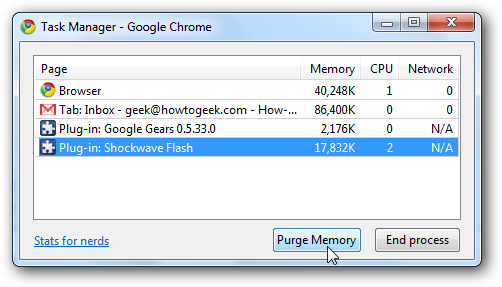 Task Manager - Google Chrome
Page Memory CPU Network
Browser 40,248K 1 0
Tab: Inbox - geek@howtogeek.com - How-... 86,400K 0 0
Plug-in: Google Gears 0.5.33.0 2,176K 0 N/A
Plug-in: Shockwave Flash 17,832K 2 N/A
Stats for nerds Purge Memory End process